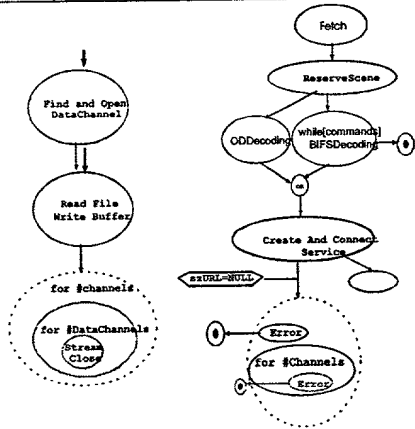 Find and Open
DataChannel
Read File
Write Buffer
for #channels
for #DataChannels
Stream
Close
Fetch
ReserveScene
ODDecoding
while[commands]
BIFSDecoding
OK
Create And Connect
Service
szURL=NULL
Error
for #Channels
Error